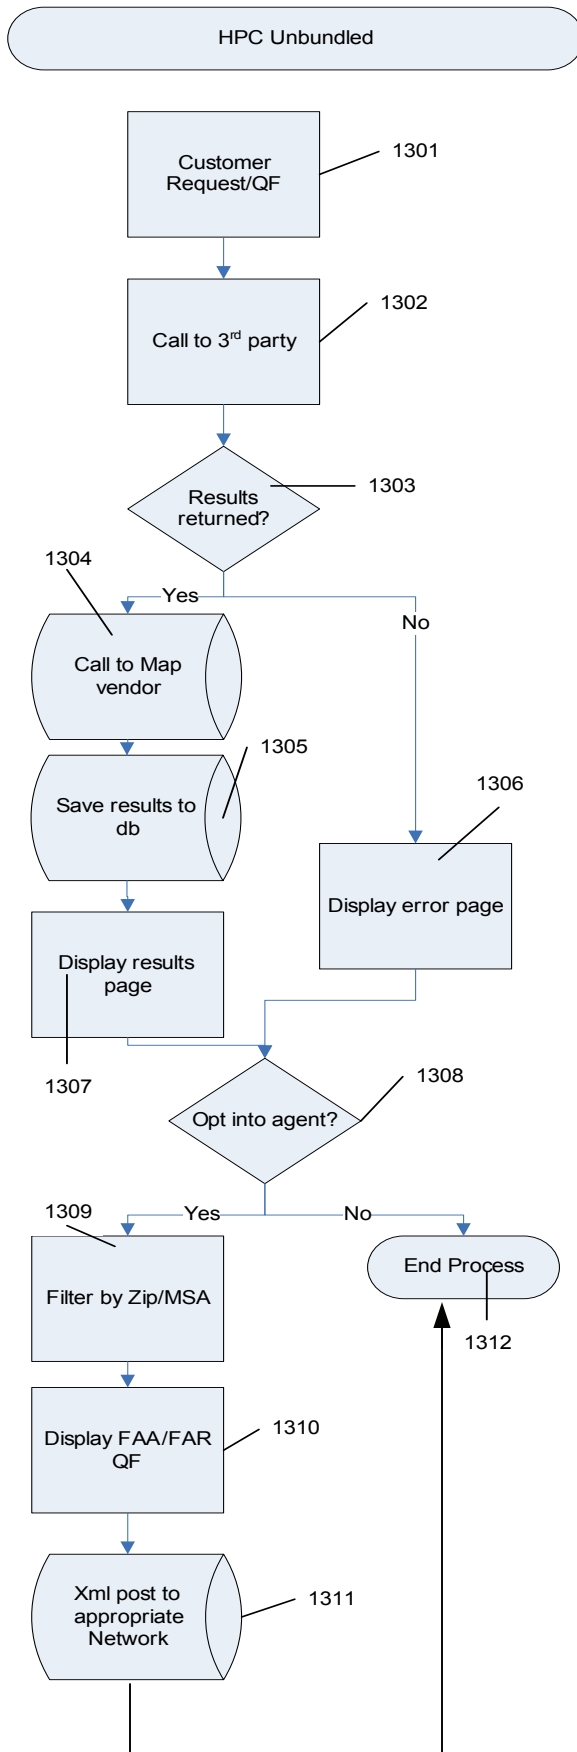 HPC Unbundled
Customer
Request/QF
1301
Call to 3rd party
1302
Results
returned?
1303
1304
Yes
No
Call to Map
vendor
1305
Save results to
db
1306
Display error page
Display results
page
1307
1308
Opt into agent?
1309
Yes
No
Filter by Zip/MSA
End Process
1312
Display FAA/FAR
QF
1310
Xml post to
appropriate
Network
1311